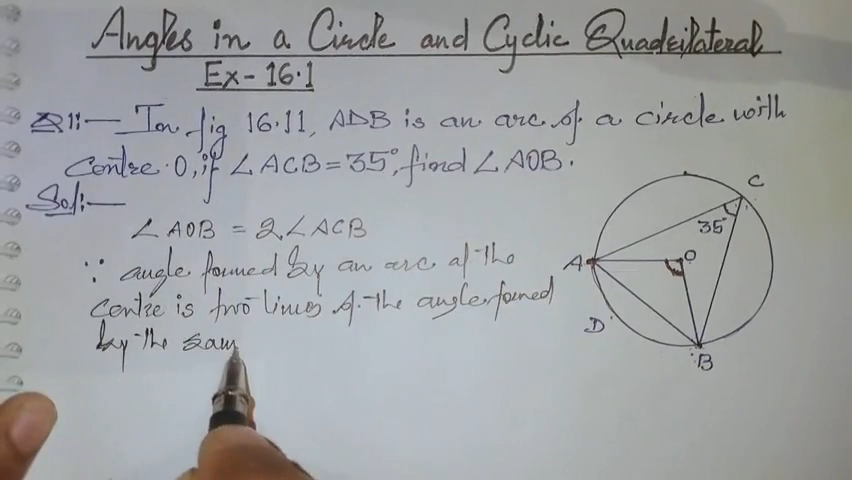 Angles in a Circle and Cyclic Quadrilateral
Ex-16.1
Q1:- In fig 16.11, ADB is an arc of a circle with
Centre O, if ∠ACB = 35°, find ∠AOB.
Sol:-
∠AOB = 2∠ACB
∵ angle formed by an arc at the
Centre is two times of the angle formed
by the sam
C
35°
A
O
D
B